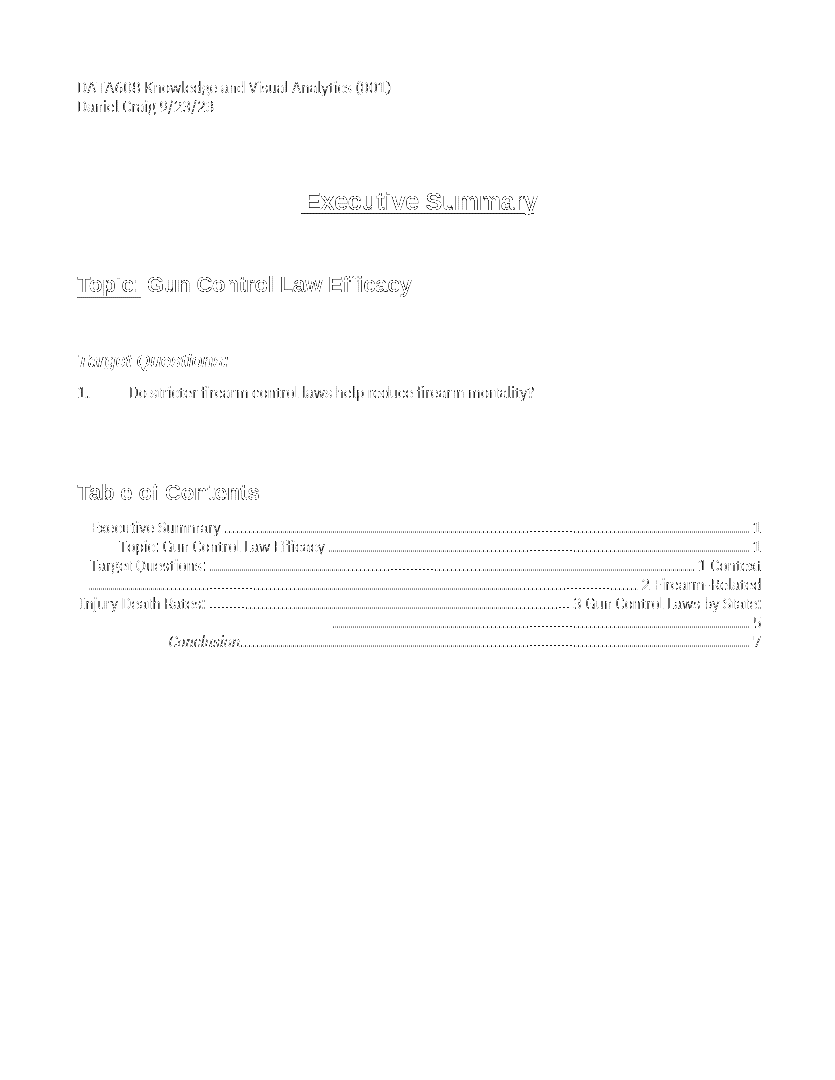 DATA608 Knowledge and Visual Analytics (001)
Daniel Craig 9/23/23
Executive Summary
Topic: Gun Control Law Efficacy
Target Questions:
1. Do stricter firearm control laws help reduce firearm mortality?
Table of Contents
Executive Summary ........................ 1
Topic: Gun Control Law Efficacy ........................ 1
Target Questions: ........................ 1 Context
........................ 2 Firearm-Related
Injury Death Rates: ........................ 3 Gun Control Laws by State:
........................ 5
Conclusion ........................ 7